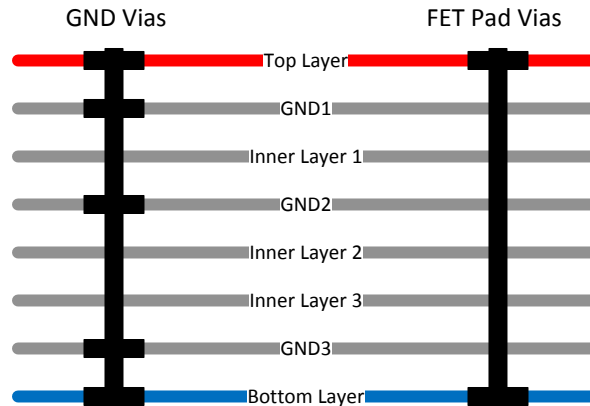 GND Vias
FET Pad Vias
Top Layer
GND1
Inner Layer 1
GND2
Inner Layer 2
Inner Layer 3
GND3
Bottom Layer